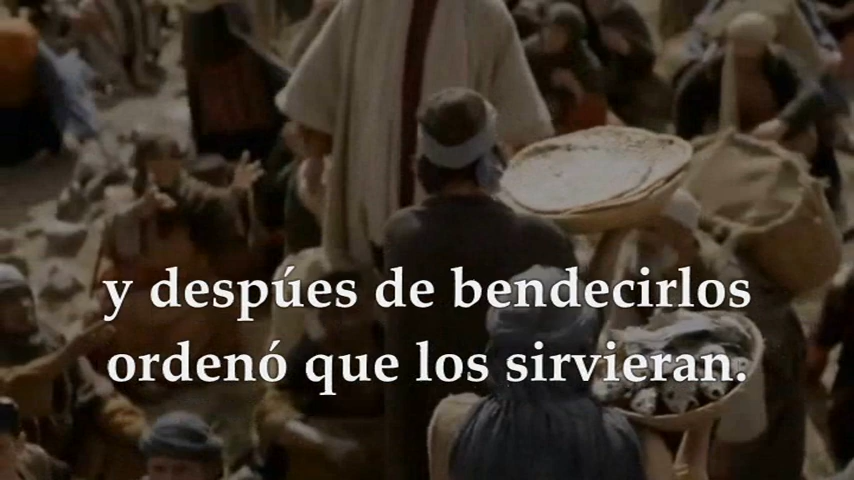 y despúes de bendecirlos
ordenó que los sirvieran.